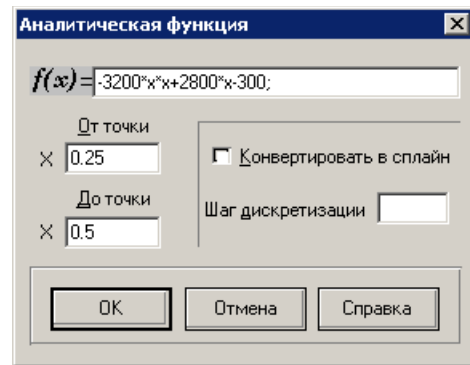 Аналитическая функция
f(x)= -3200*x*x+2800*x-300;
От точки
X 0.25
Конвертировать в сплайн
До точки
Шаг дискретизации
X 0.5
OK Отмена Справка